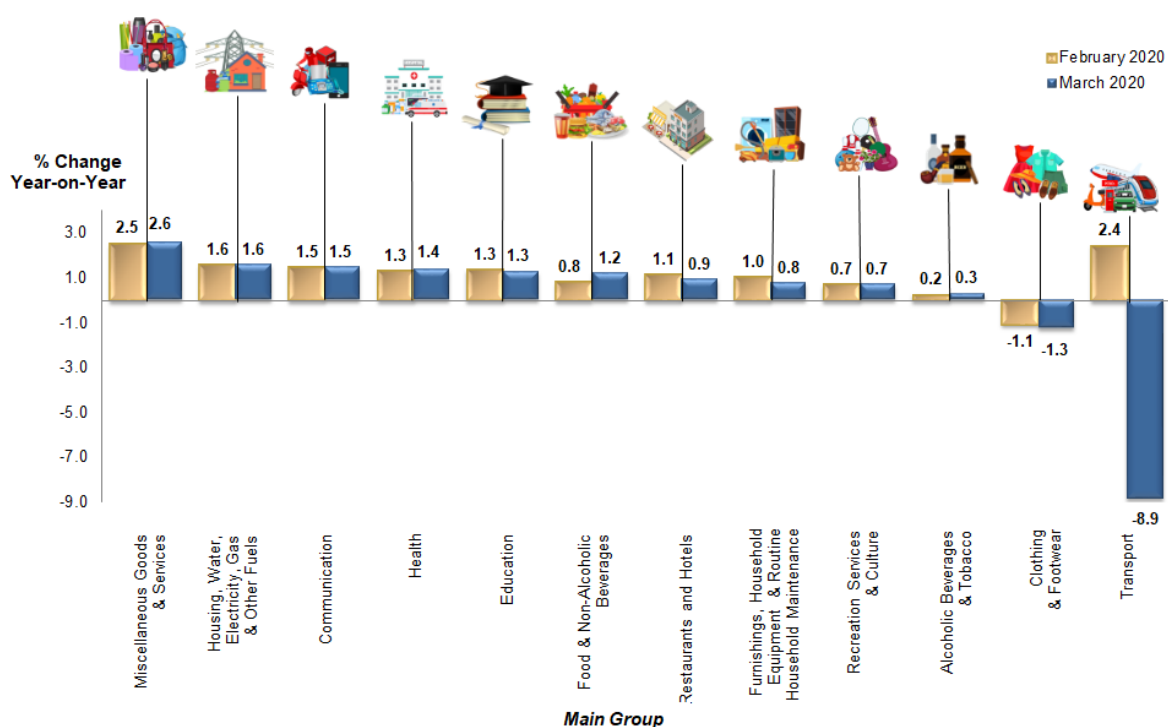 February 2020
March 2020
% Change
Year-on-Year
3.0
1.0
-1.0
-3.0
-5.0
-7.0
-9.0
2.5
2.6
1.6
1.6
1.5
1.5
1.3
1.4
1.3
1.3
0.8
1.2
1.1
0.9
1.0
0.8
0.7
0.7
0.2
0.3
-1.1
-1.3
2.4
-8.9
Miscellaneous Goods
& Services
Housing, Water,
Electricity, Gas
& Other Fuels
Communication
Health
Education
Food & Non-Alcoholic
Beverages
Restaurants and Hotels
Furnishings, Household
Equipment & Routine
Household Maintenance
Recreation Services
& Culture
Alcoholic Beverages
& Tobacco
Clothing
& Footwear
Transport
Main Group